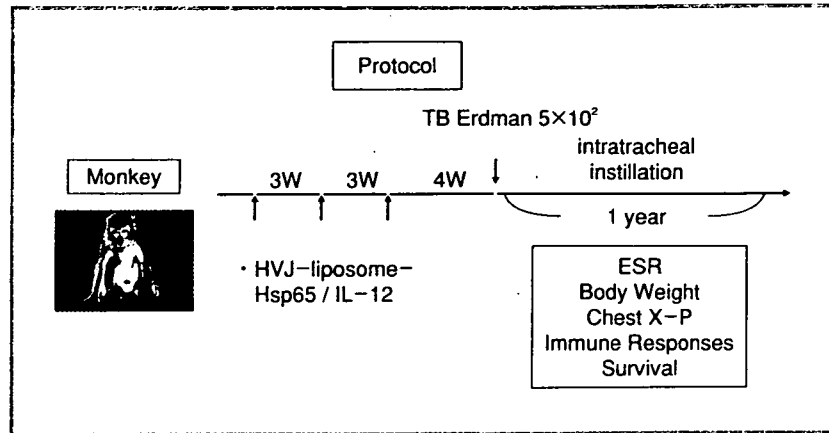 Protocol
TB Erdman 5×10²
intratracheal
instillation
Monkey
3W
3W
4W
1 year
・HVJ−liposome−
Hsp65 / IL−12
ESR
Body Weight
Chest X−P
Immune Responses
Survival